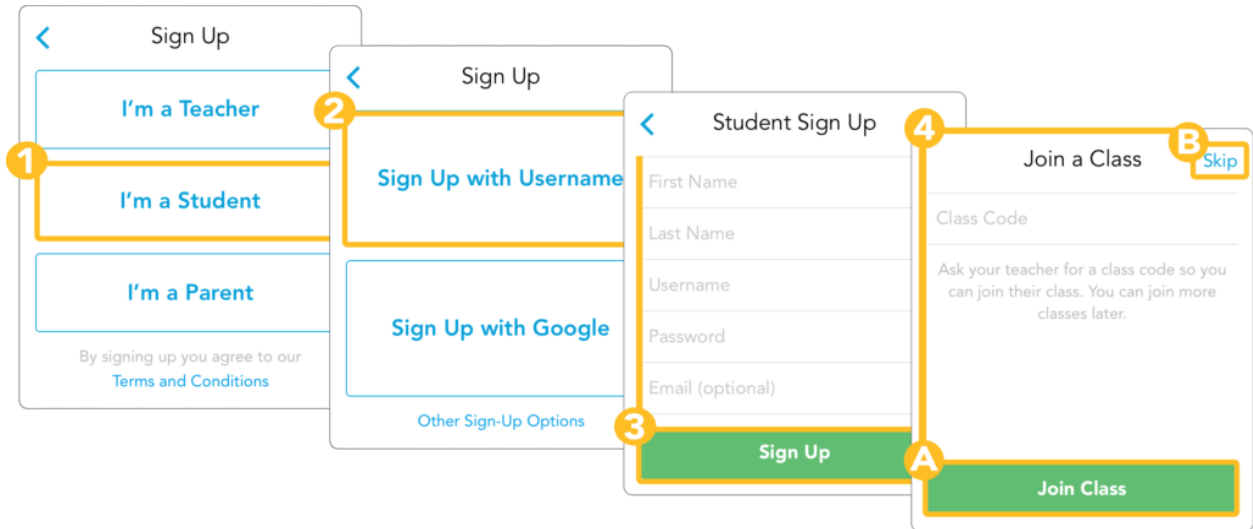 Sign Up
I'm a Teacher
1
I'm a Student
I'm a Parent
By signing up you agree to our
Terms and Conditions
Sign Up
2
Sign Up with Username
Sign Up with Google
Other Sign-Up Options
Student Sign Up
First Name
Last Name
Username
Password
Email (optional)
3
Sign Up
4
B
Join a Class
Skip
Class Code
Ask your teacher for a class code so you
can join their class. You can join more
classes later.
A
Join Class